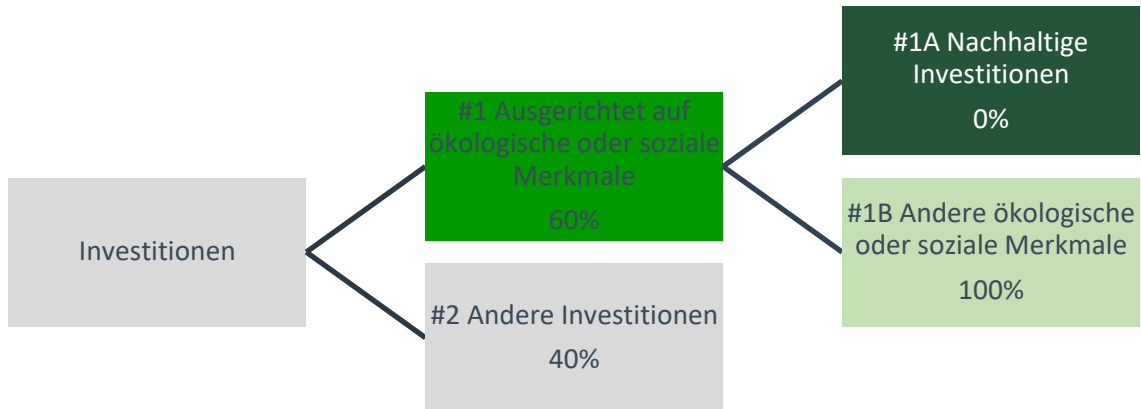 Investitionen
#1 Ausgerichtet auf
ökologische oder soziale
Merkmale
60%
#2 Andere Investitionen
40%
#1A Nachhaltige
Investitionen
0%
#1B Andere ökologische
oder soziale Merkmale
100%